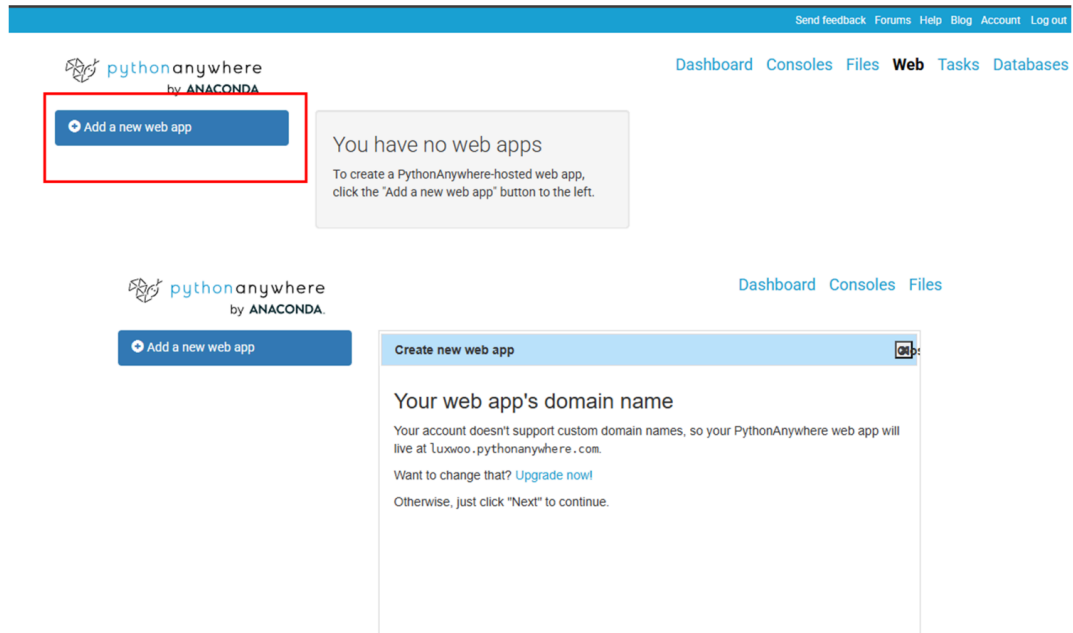 Send feedback Forums Help Blog Account Log out
pythonanywhere
by ANACONDA
Dashboard Consoles Files Web Tasks Databases
Add a new web app
You have no web apps
To create a PythonAnywhere-hosted web app,
click the "Add a new web app" button to the left.
pythonanywhere
by ANACONDA.
Dashboard Consoles Files
Add a new web app
Create new web app
Your web app's domain name
Your account doesn't support custom domain names, so your PythonAnywhere web app will
live at luxwoo.pythonanywhere.com.
Want to change that? Upgrade now!
Otherwise, just click "Next" to continue.